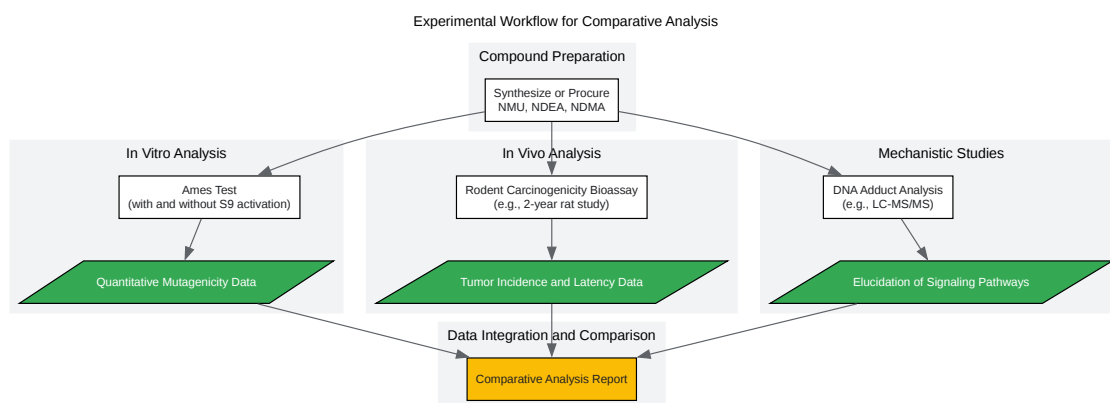 Experimental Workflow for Comparative Analysis
Compound Preparation
Synthesize or Procure
NMU, NDEA, NDMA
In Vitro Analysis
In Vivo Analysis
Mechanistic Studies
Ames Test
(with and without S9 activation)
Rodent Carcinogenicity Bioassay
(e.g., 2-year rat study)
DNA Adduct Analysis
(e.g., LC-MS/MS)
Quantitative Mutagenicity Data
Tumor Incidence and Latency Data
Elucidation of Signaling Pathways
Data Integration and Comparison
Comparative Analysis Report